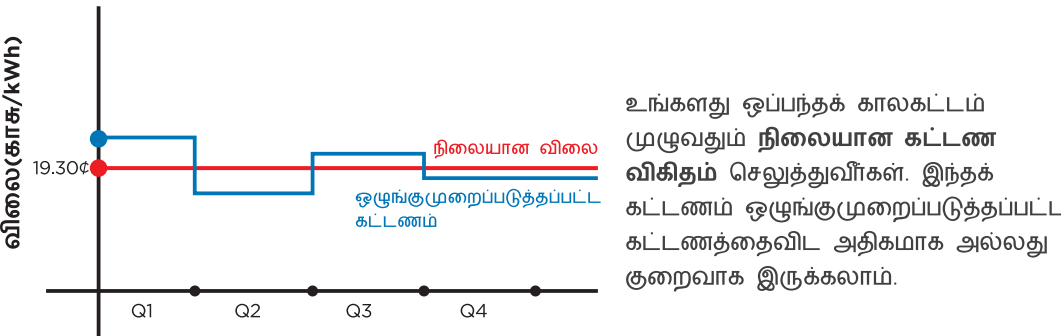 விலை(காசு/kWh)
19.30¢
நிலையான விலை
ஒழுங்குமுறைப்படுத்தப்பட்ட
கட்டணம்
Q1 Q2 Q3 Q4
உங்களது ஒப்பந்தக் காலகட்டம்
முழுவதும் நிலையான கட்டண
விகிதம் செலுத்துவீர்கள். இந்தக்
கட்டணம் ஒழுங்குமுறைப்படுத்தப்பட்ட
கட்டணத்தைவிட அதிகமாக அல்லது
குறைவாக இருக்கலாம்.